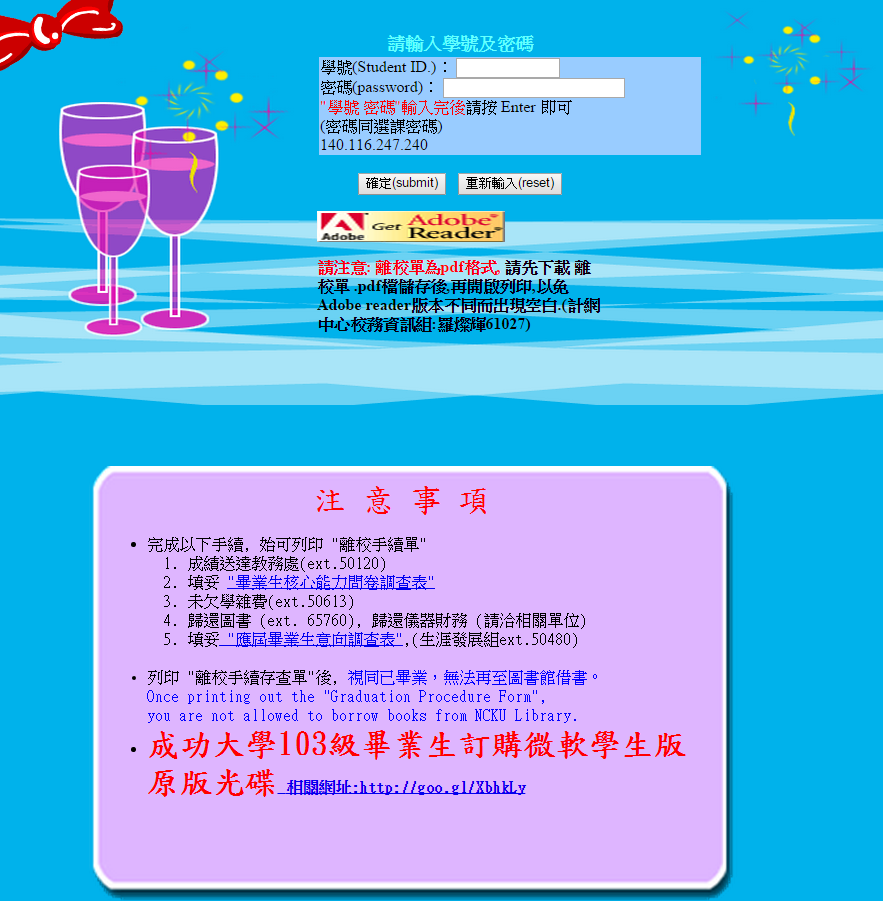 請輸入學號及密碼
學號(Student ID.)：
密碼(password)：
"學號 密碼"輸入完後請按 Enter 即可
(密碼同選課密碼)
140.116.247.240
確定(submit) 重新輸入(reset)
Adobe Get Adobe® Reader®
請注意: 離校單為pdf格式。請先下載 離
校單 .pdf檔儲存後,再開啟列印,以免
Adobe reader版本不同而出現空白.(計網
中心校務資訊組:羅燦輝61027)
注 意 事 項
• 完成以下手續, 始可列印 "離校手續單"
1. 成績送達教務處(ext.50120)
2. 填妥 "畢業生核心能力問卷調查表"
3. 未欠學雜費(ext.50613)
4. 歸還圖書 (ext. 65760), 歸還儀器財務 (請洽相關單位)
5. 填妥 "應屆畢業生意向調查表",(生涯發展組ext.50480)
• 列印 "離校手續存查單"後, 視同已畢業，無法再至圖書館借書。
Once printing out the "Graduation Procedure Form",
you are not allowed to borrow books from NCKU Library.
• 成功大學103級畢業生訂購微軟學生版
原版光碟 相關網址:http://goo.gl/XbhkLy